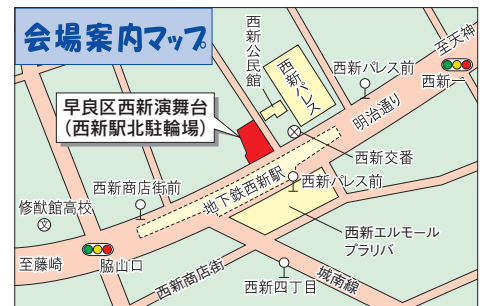 会場案内マップ
西新公民館
西新パレス
西新パレス前
至天神
西新一
明治通り
早良区西新演舞台
(西新駅北駐輪場)
西新交番
地下鉄西新駅
西新パレス前
西新商店街前
修猷館高校
文
西新エルモール
プラリバ
至藤崎
脇山口
西新商店街
西新四丁目
城南線